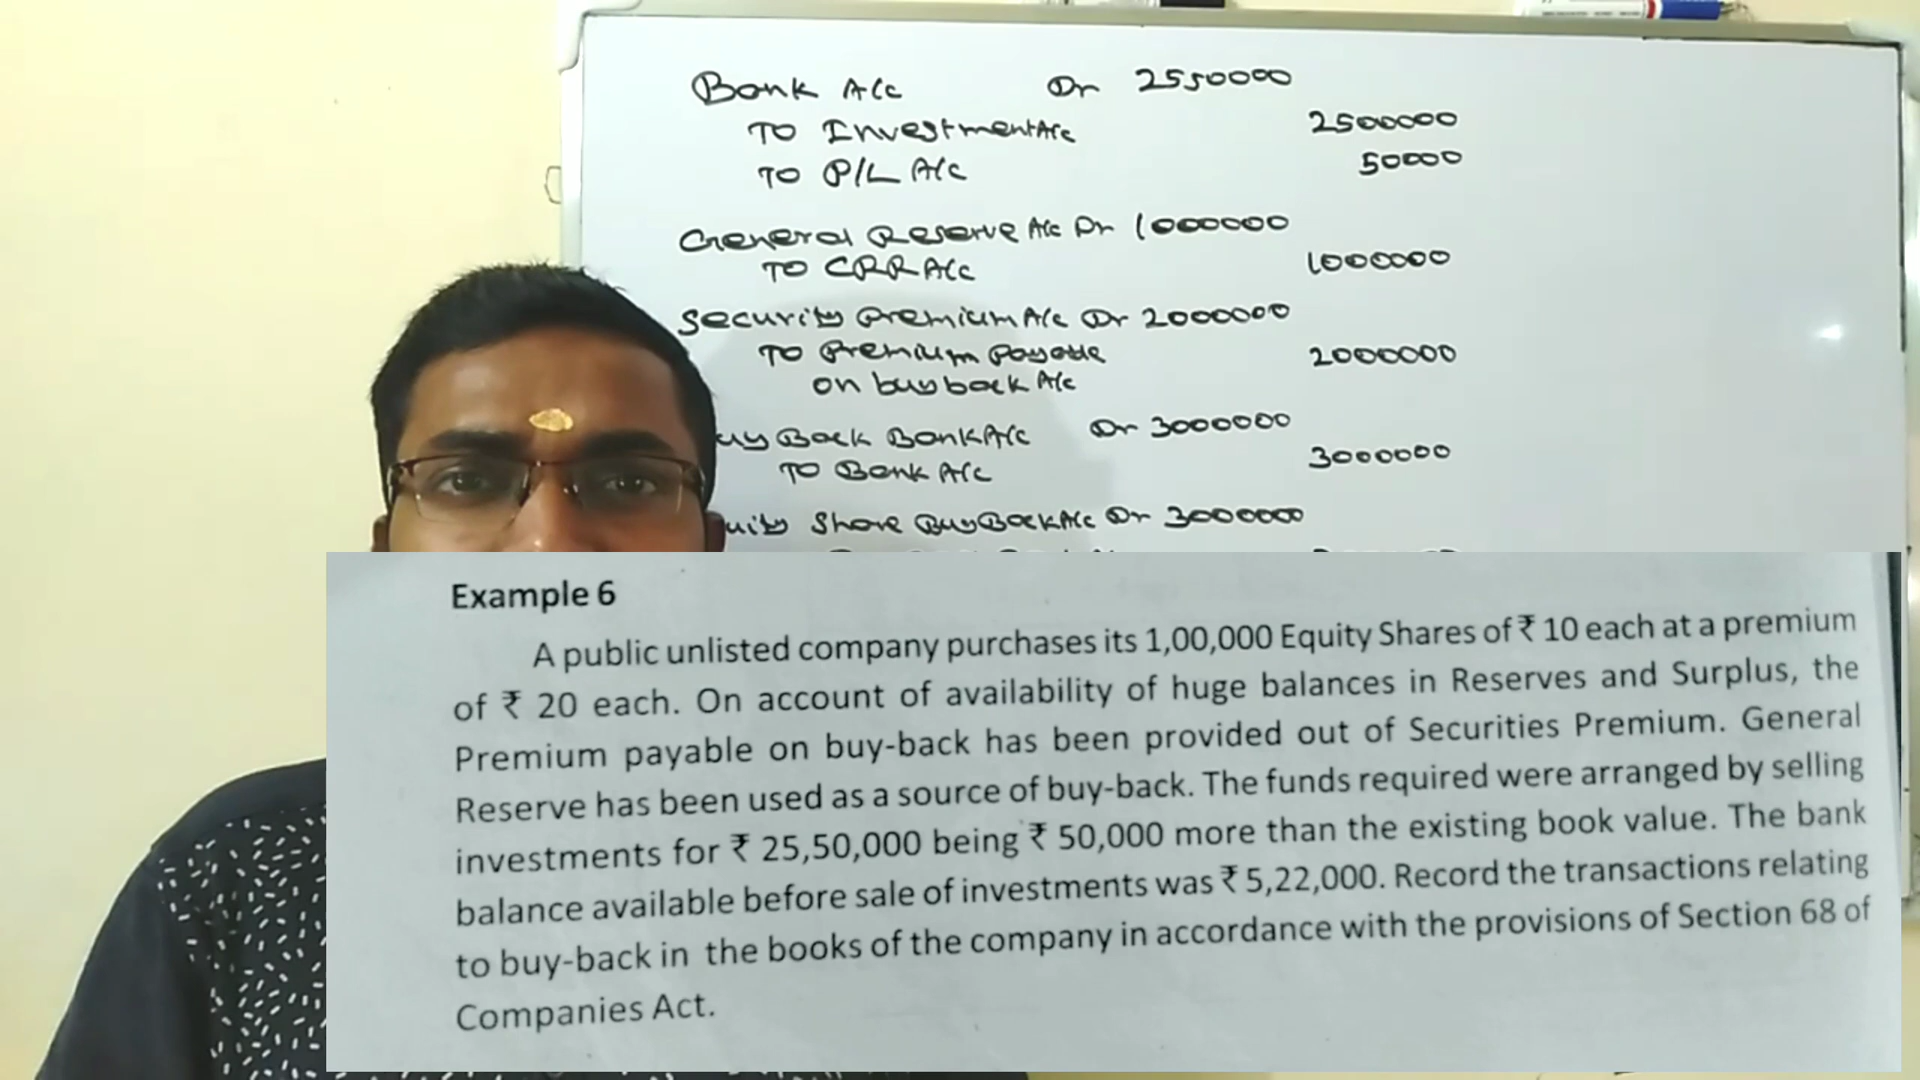 Bank A/c Dr 2550000
TO Investment A/c 2500000
TO P/L A/c 50000
General Reserve A/c Dr 1000000
TO CRR A/c 1000000
Security Premium A/c Dr 2000000
TO Premium Payable 2000000
on buy back A/c
uy Back Bank A/c Dr 3000000
TO Bank A/c 3000000
uity Share Buy Back A/c Dr 3000000
Example 6
A public unlisted company purchases its 1,00,000 Equity Shares of ₹ 10 each at a premium
of ₹ 20 each. On account of availability of huge balances in Reserves and Surplus, the
Premium payable on buy-back has been provided out of Securities Premium. General
Reserve has been used as a source of buy-back. The funds required were arranged by selling
investments for ₹ 25,50,000 being ₹ 50,000 more than the existing book value. The bank
balance available before sale of investments was ₹ 5,22,000. Record the transactions relating
to buy-back in the books of the company in accordance with the provisions of Section 68 of
Companies Act.